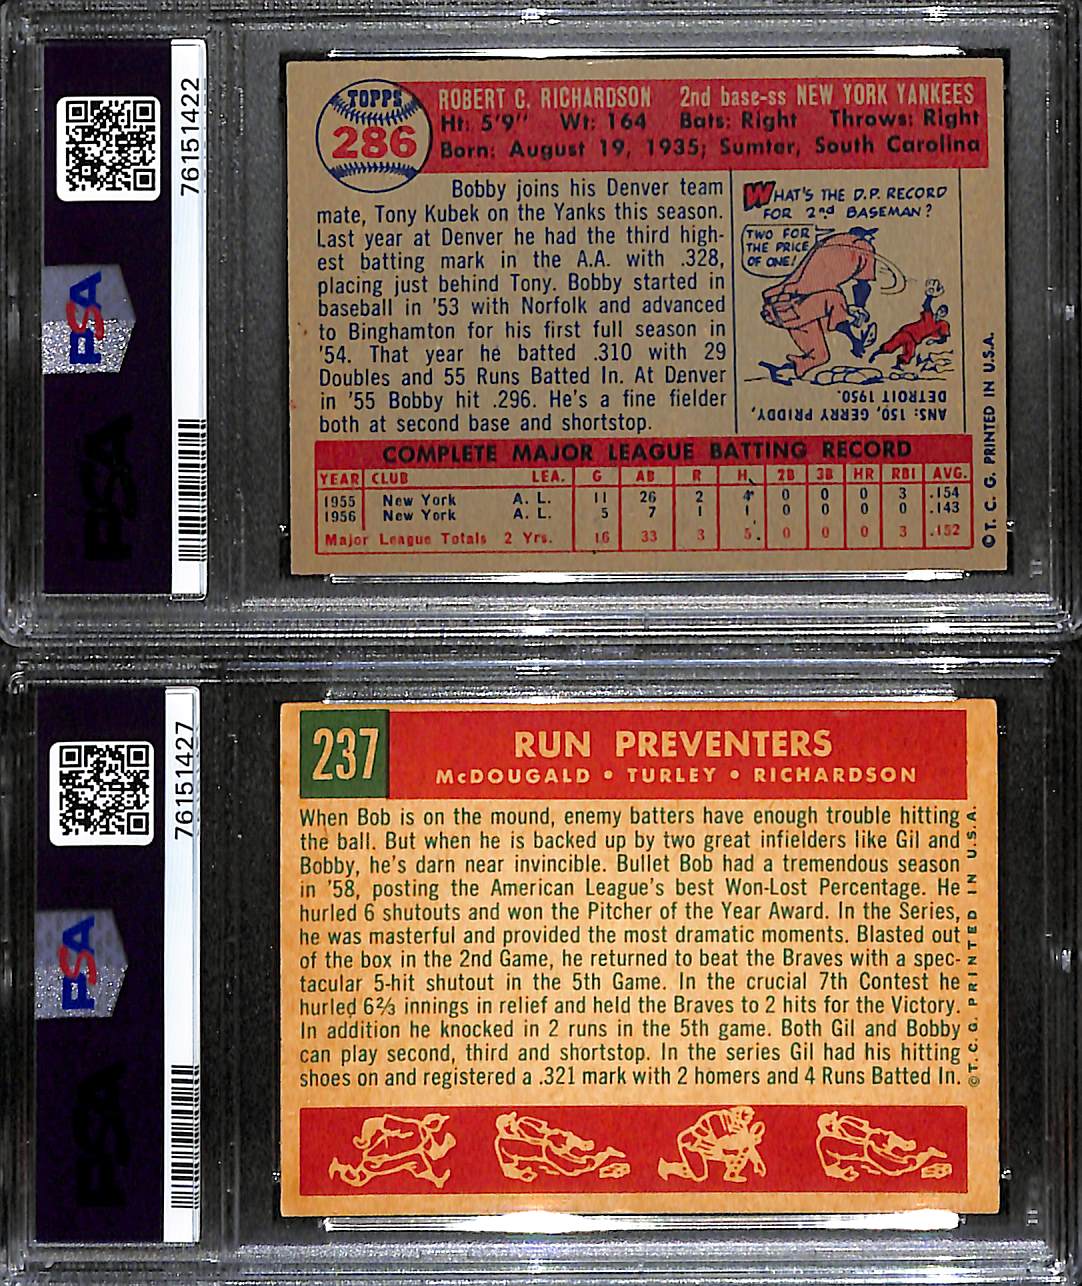 76151422
PSA
PSA
TOPPS
286
ROBERT C. RICHARDSON 2nd base-ss NEW YORK YANKEES
Ht: 5'9" Wt: 164 Bats: Right Throws: Right
Born: August 19, 1935; Sumter, South Carolina
Bobby joins his Denver team
mate, Tony Kubek on the Yanks this season.
Last year at Denver he had the third high-
est batting mark in the A.A. with .328,
placing just behind Tony. Bobby started in
baseball in '53 with Norfolk and advanced
to Binghamton for his first full season in
'54. That year he batted .310 with 29
Doubles and 55 Runs Batted In. At Denver
in '55 Bobby hit .296. He's a fine fielder
both at second base and shortstop.
WHAT'S THE D.P. RECORD
FOR 2nd BASEMAN?
TWO FOR
THE PRICE
OF ONE!
ANS: 150, GERRY PRIDDY,
DETROIT 1950.
COMPLETE MAJOR LEAGUE BATTING RECORD
YEAR CLUB LEA. G AB R H. 2B 3B HR RBI AVG.
1955 New York A. L. 11 26 2 4 0 0 0 3 .154
1956 New York A. L. 5 7 1 1 0 0 0 0 .143
Major League Totals 2 Yrs. 16 33 3 5 0 0 0 3 .152
© T. C. G. PRINTED IN U.S.A.
76151427
PSA
PSA
237
RUN PREVENTERS
McDOUGALD • TURLEY • RICHARDSON
When Bob is on the mound, enemy batters have enough trouble hitting
the ball. But when he is backed up by two great infielders like Gil and
Bobby, he's darn near invincible. Bullet Bob had a tremendous season
in '58, posting the American League's best Won-Lost Percentage. He
hurled 6 shutouts and won the Pitcher of the Year Award. In the Series,
he was masterful and provided the most dramatic moments. Blasted out
of the box in the 2nd Game, he returned to beat the Braves with a spec-
tacular 5-hit shutout in the 5th Game. In the crucial 7th Contest he
hurled 6⅔ innings in relief and held the Braves to 2 hits for the Victory.
In addition he knocked in 2 runs in the 5th game. Both Gil and Bobby
can play second, third and shortstop. In the series Gil had his hitting
shoes on and registered a .321 mark with 2 homers and 4 Runs Batted In.
© T. C. G. PRINTED IN U.S.A.